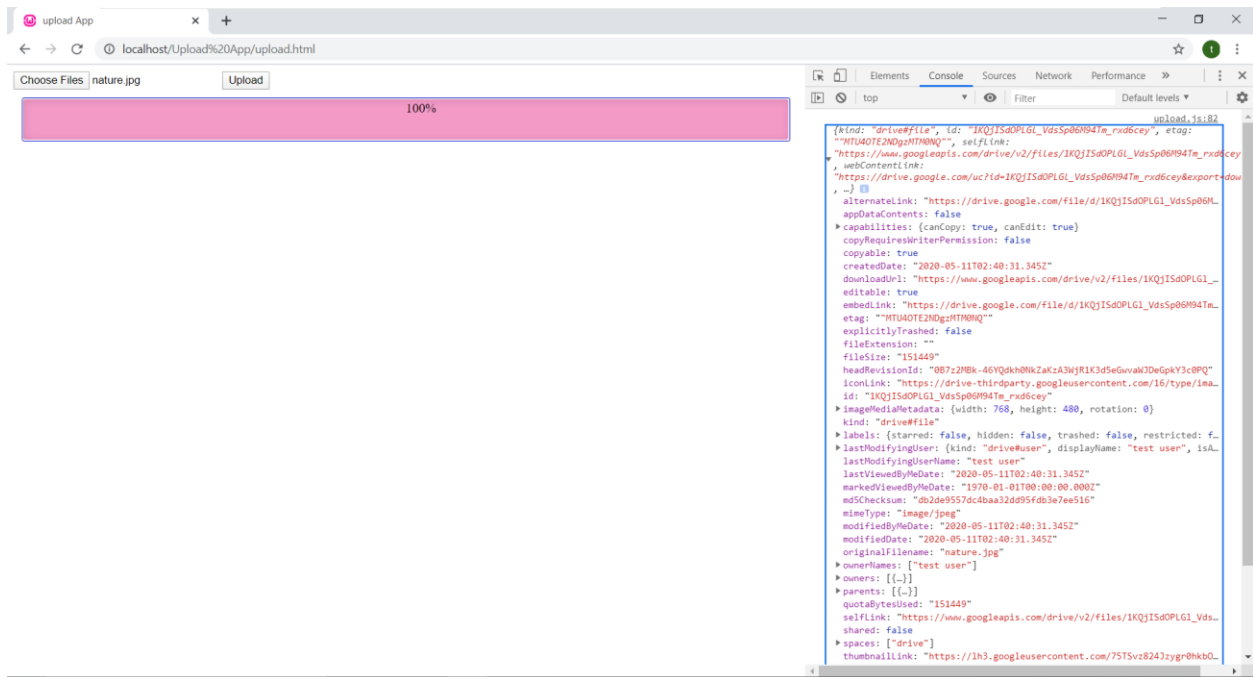 upload App
localhost/Upload%20App/upload.html
t
Choose Files nature.jpg Upload
100%
Elements Console Sources Network Performance »
top Filter Default levels ▼
upload.js:82
{kind: "drive#file", id: "1KQjISdOPLGl_VdsSp06M94Tm_rxd6cey", etag:
""MTU4OTE2NDgzMTM0NQ"", selfLink:
"https://www.googleapis.com/drive/v2/files/1KQjISdOPLGl_VdsSp06M94Tm_rxd6cey"
, webContentLink:
"https://drive.google.com/uc?id=1KQjISdOPLGl_VdsSp06M94Tm_rxd6cey&export=dow
, …}
alternateLink: "https://drive.google.com/file/d/1KQjISdOPLGl_VdsSp06M…
appDataContents: false
capabilities: {canCopy: true, canEdit: true}
copyRequiresWriterPermission: false
copyable: true
createdDate: "2020-05-11T02:40:31.345Z"
downloadUrl: "https://www.googleapis.com/drive/v2/files/1KQjISdOPLGl_…
editable: true
embedLink: "https://drive.google.com/file/d/1KQjISdOPLGl_VdsSp06M94Tm…
etag: ""MTU4OTE2NDgzMTM0NQ""
explicitlyTrashed: false
fileExtension: ""
fileSize: "151449"
headRevisionId: "0B7z2MBk-46YQdkh0NkZaKzA3WjR1K3d5eGwvaWJDeGpkY3c0PQ"
iconLink: "https://drive-thirdparty.googleusercontent.com/16/type/ima…
id: "1KQjISdOPLGl_VdsSp06M94Tm_rxd6cey"
imageMediaMetadata: {width: 768, height: 480, rotation: 0}
kind: "drive#file"
labels: {starred: false, hidden: false, trashed: false, restricted: f…
lastModifyingUser: {kind: "drive#user", displayName: "test user", isA…
lastModifyingUserName: "test user"
lastViewedByMeDate: "2020-05-11T02:40:31.345Z"
markedViewedByMeDate: "1970-01-01T00:00:00.000Z"
md5Checksum: "db2de9557dc4baa32dd95fdb3e7ee516"
mimeType: "image/jpeg"
modifiedByMeDate: "2020-05-11T02:40:31.345Z"
modifiedDate: "2020-05-11T02:40:31.345Z"
originalFilename: "nature.jpg"
ownerNames: ["test user"]
owners: [{…}]
parents: [{…}]
quotaBytesUsed: "151449"
selfLink: "https://www.googleapis.com/drive/v2/files/1KQjISdOPLGl_Vds…
shared: false
spaces: ["drive"]
thumbnailLink: "https://lh3.googleusercontent.com/75TSvz824Jzygr0hkbO…